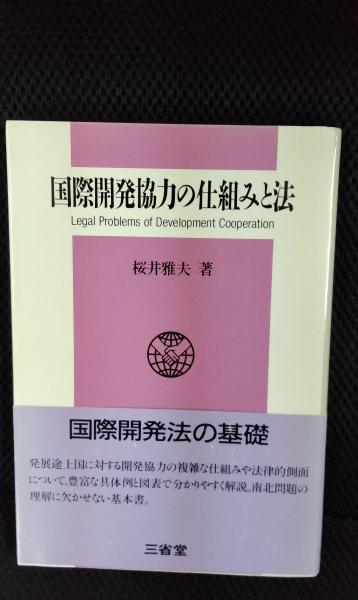 国際開発協力の仕組みと法
Legal Problems of Development Cooperation
桜井雅夫 著
国際開発法の基礎
発展途上国に対する開発協力の複雑な仕組みや法律的側面
について、豊富な具体例と図表で分かりやすく解説。南北問題の
理解に欠かせない基本書。
三省堂